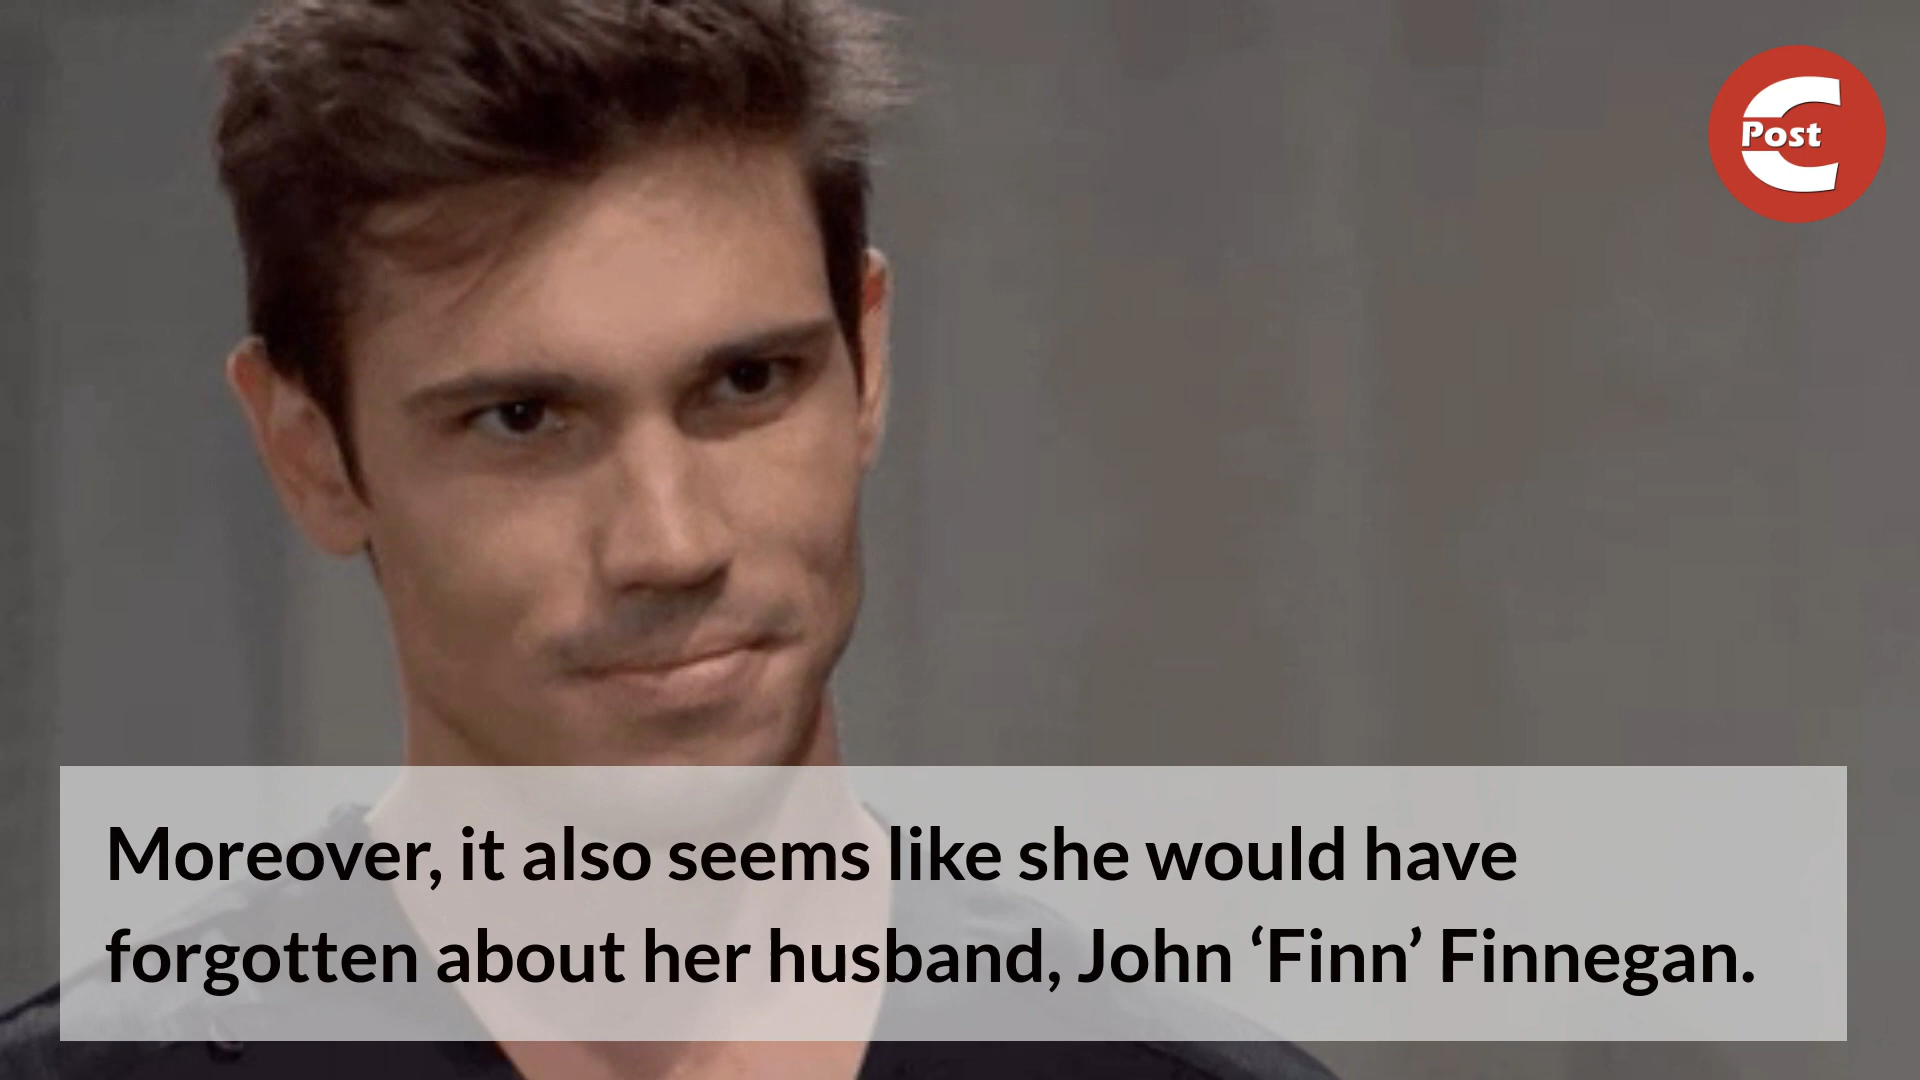 Post
Moreover, it also seems like she would have
forgotten about her husband, John ‘Finn’ Finnegan.